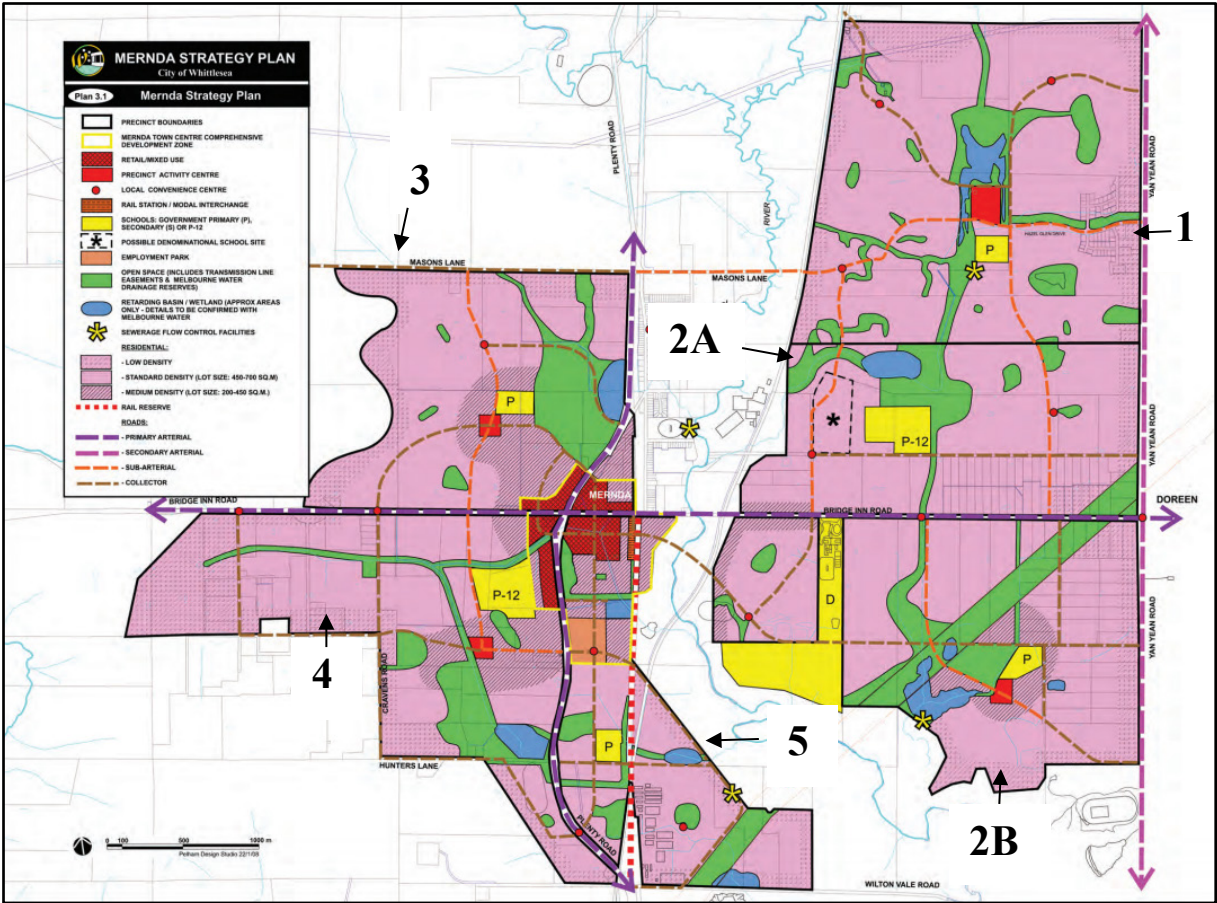 MERNDA STRATEGY PLAN
City of Whittlesea
Plan 3.1
Mernda Strategy Plan
PRECINCT BOUNDARIES
MERNDA TOWN CENTRE COMPREHENSIVE
DEVELOPMENT ZONE
RETAIL/MIXED USE
PRECINCT ACTIVITY CENTRE
LOCAL CONVENIENCE CENTRE
RAIL STATION / MODAL INTERCHANGE
SCHOOLS: GOVERNMENT PRIMARY (P),
SECONDARY (S) OR P-12
POSSIBLE DENOMINATIONAL SCHOOL SITE
EMPLOYMENT PARK
OPEN SPACE (INCLUDES TRANSMISSION LINE
EASEMENTS & MELBOURNE WATER
DRAINAGE RESERVES)
RETARDING BASIN / WETLAND (APPROX AREAS
ONLY - DETAILS TO BE CONFIRMED WITH
MELBOURNE WATER)
SEWERAGE FLOW CONTROL FACILITIES
RESIDENTIAL:
- LOW DENSITY
- STANDARD DENSITY (LOT SIZE: 450-700 SQ.M)
- MEDIUM DENSITY (LOT SIZE: 200-450 SQ.M.)
RAIL RESERVE
ROADS:
- PRIMARY ARTERIAL
- SECONDARY ARTERIAL
- SUB-ARTERIAL
- COLLECTOR
PLENTY ROAD
RIVER
YAN YEAN ROAD
3
1
HAZEL GLEN DRIVE
P
MASONS LANE
MASONS LANE
2A
YAN YEAN ROAD
P
P-12
MERNDA
BRIDGE INN ROAD
BRIDGE INN ROAD
DOREEN
P-12
D
YAN YEAN ROAD
4
CRAVENS ROAD
P
P
5
HUNTERS LANE
2B
PLENTY ROAD
0 100 500 1000 m
Pelham Design Studio 22/1/08
WILTON VALE ROAD